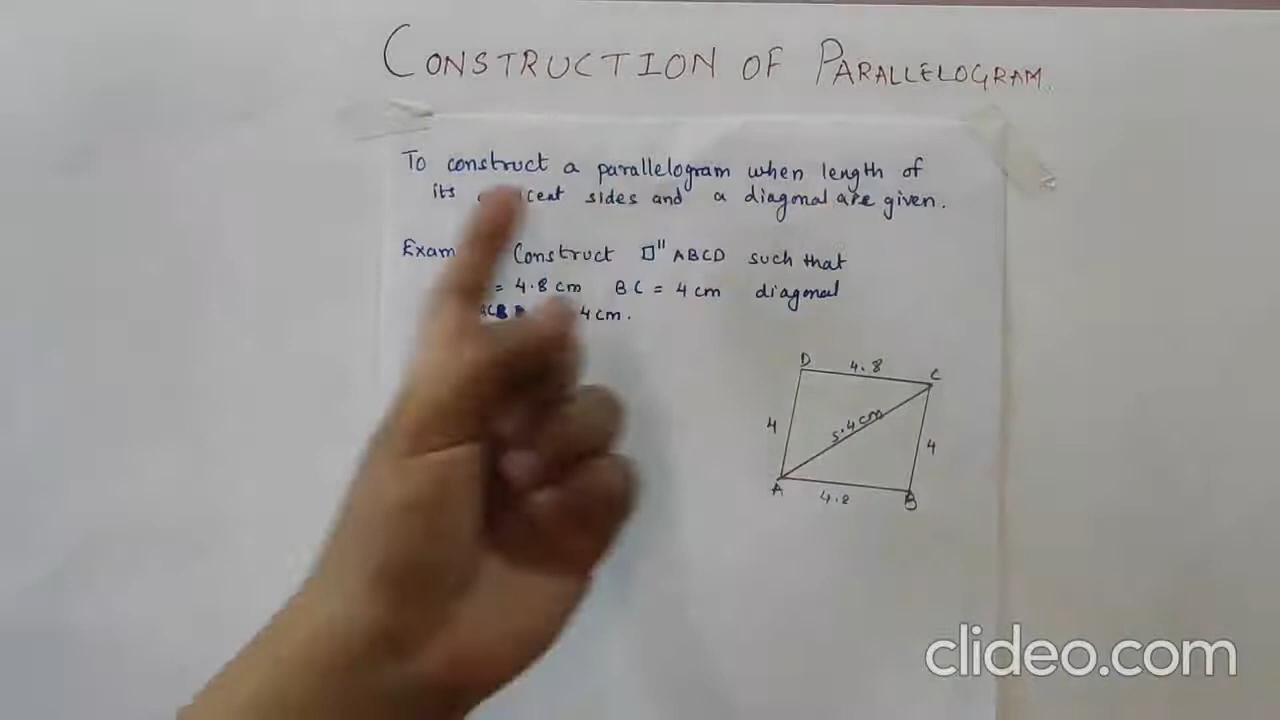 CONSTRUCTION OF PARALLELOGRAM.
To construct a parallelogram when length of
its sides and a diagonal are given.
Construct □" ABCD such that
= 4.8 cm BC = 4 cm diagonal
4 cm.
D 4.8 C
4 5.4 cm 4
A 4.8 B
clideo.com